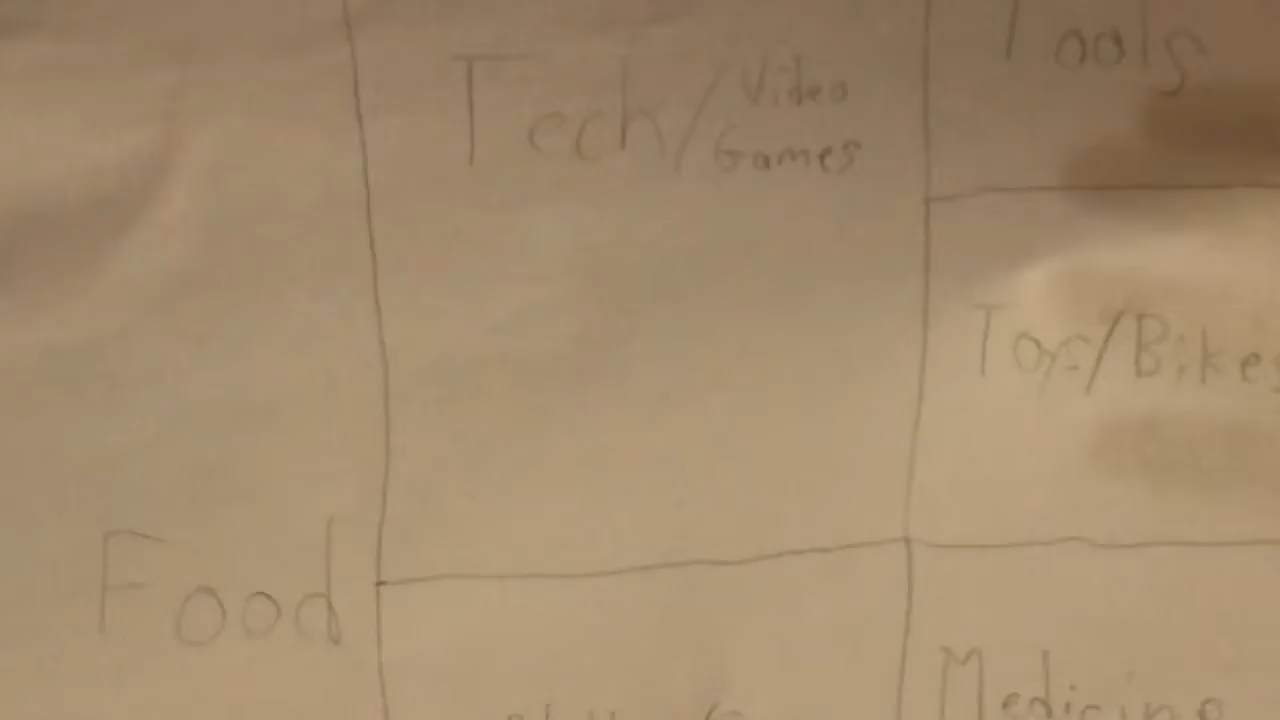 Tools
Tech/Video
Games
Toys/Bikes
Food
Medicine